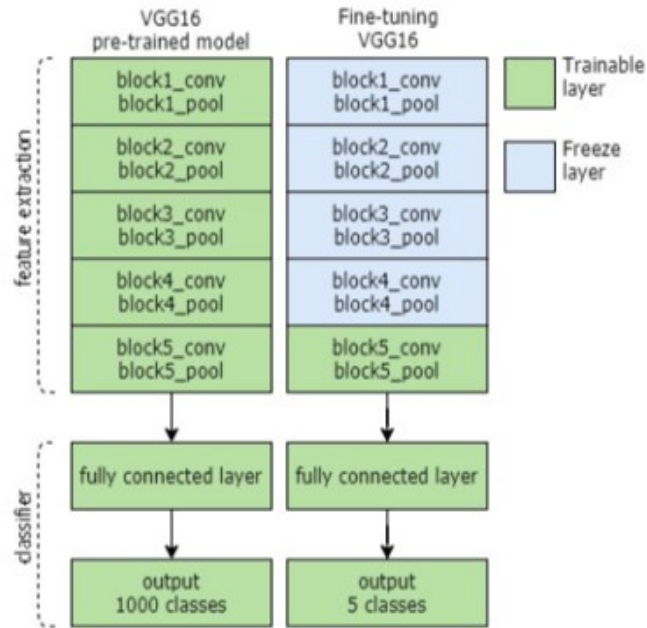 VGG16
pre-trained model
Fine-tuning
VGG16
feature extraction
block1_conv
block1_pool
block2_conv
block2_pool
block3_conv
block3_pool
block4_conv
block4_pool
block5_conv
block5_pool
block1_conv
block1_pool
block2_conv
block2_pool
block3_conv
block3_pool
block4_conv
block4_pool
block5_conv
block5_pool
Trainable
layer
Freeze
layer
classifier
fully connected layer
fully connected layer
output
1000 classes
output
5 classes